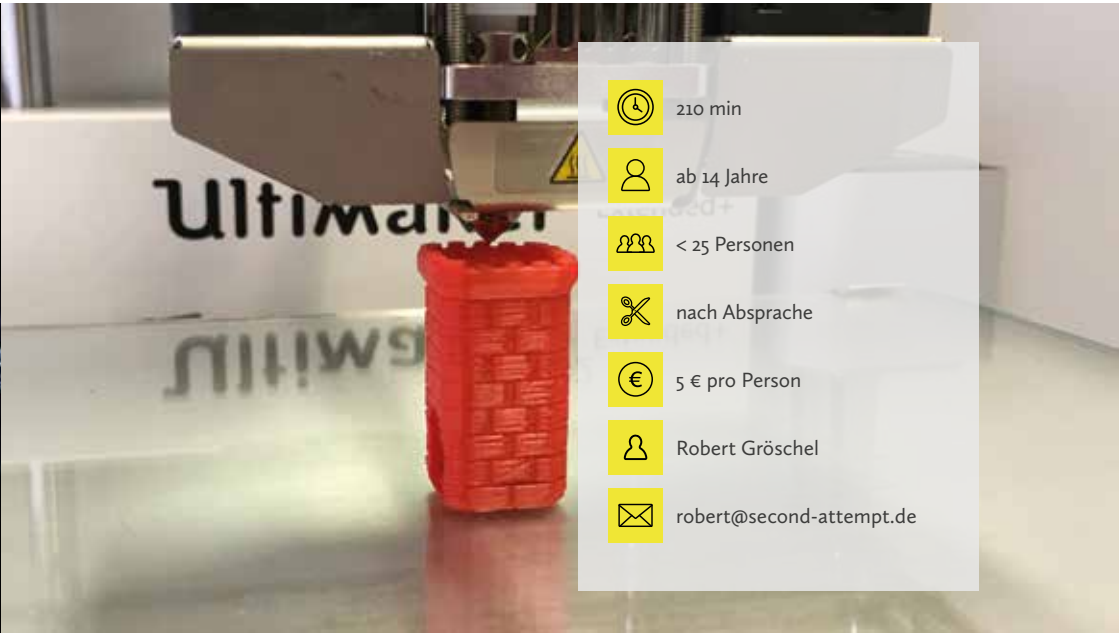 210 min
ab 14 Jahre
< 25 Personen
nach Absprache
5 € pro Person
Robert Gröschel
robert@second-attempt.de
Ultimaker
Extended+